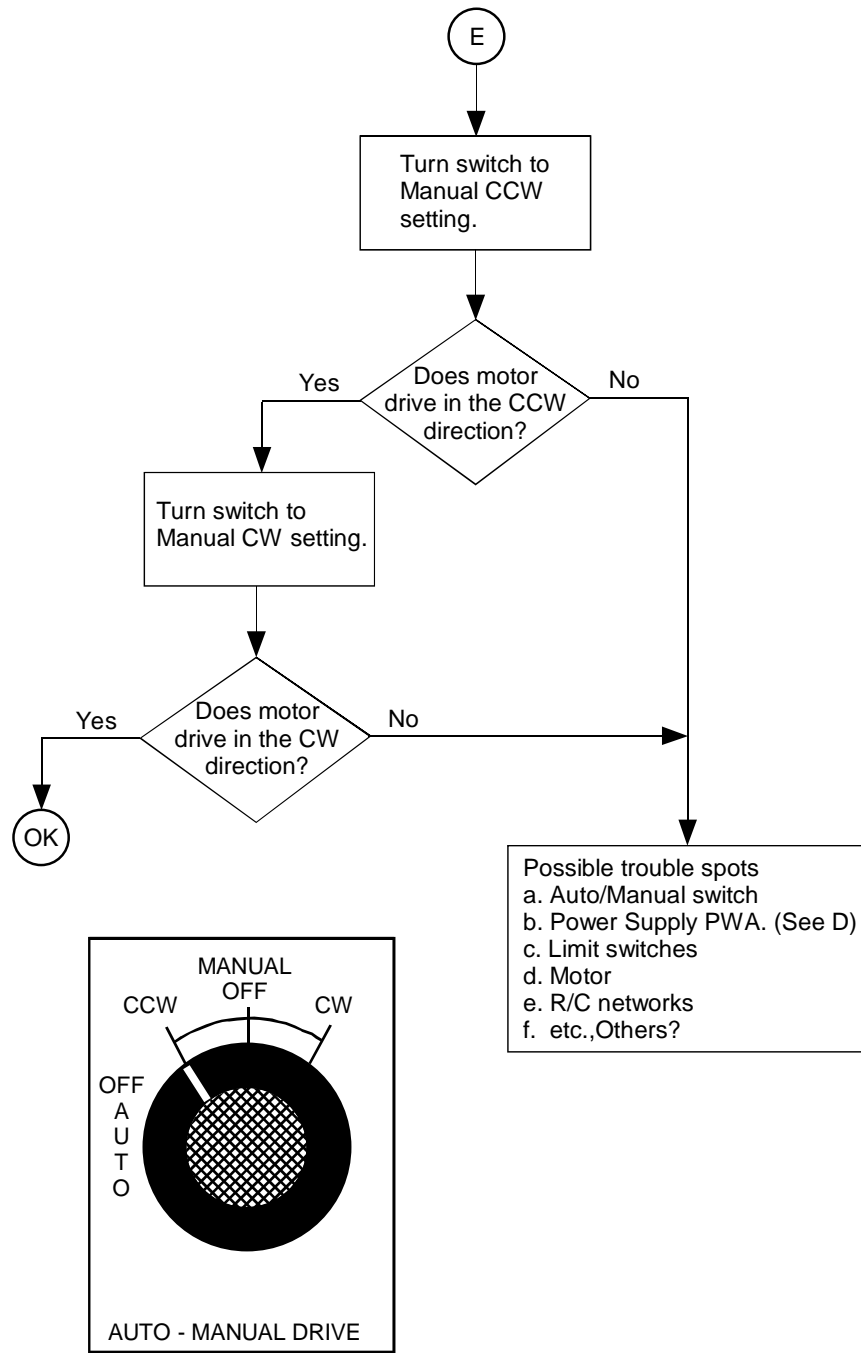 E
Turn switch to
Manual CCW
setting.
Does motor
drive in the CCW
direction?
Yes
No
Turn switch to
Manual CW setting.
Does motor
drive in the CW
direction?
Yes
No
OK
Possible trouble spots
a. Auto/Manual switch
b. Power Supply PWA. (See D)
c. Limit switches
d. Motor
e. R/C networks
f. etc.,Others?
MANUAL
OFF
CCW
CW
OFF
A
U
T
O
AUTO - MANUAL DRIVE